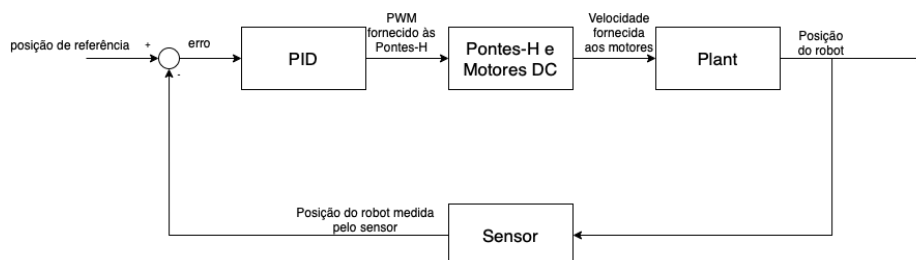 posição de referência
+
-
erro
PID
PWM
fornecido às
Pontes-H
Pontes-H e
Motores DC
Velocidade
fornecida
aos motores
Plant
Posição
do robot
Posição do robot medida
pelo sensor
Sensor